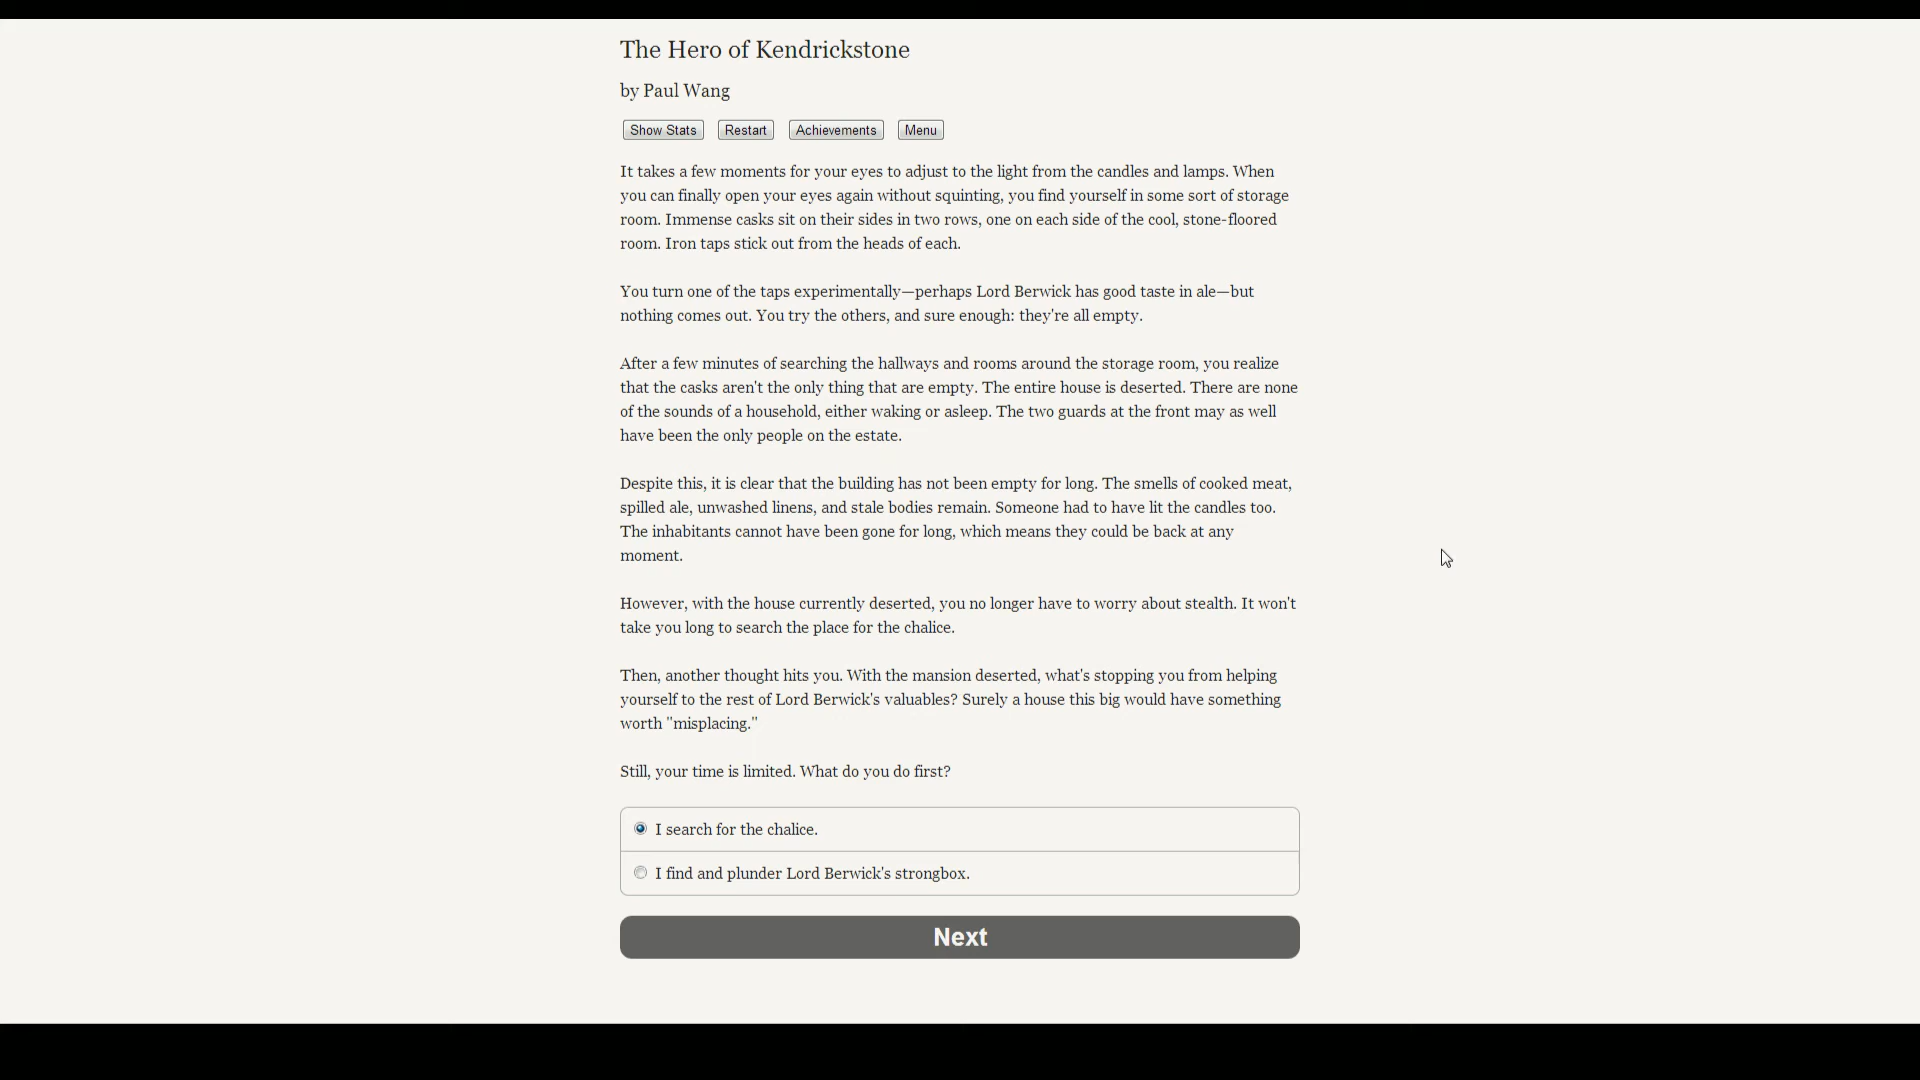 The Hero of Kendrickstone
by Paul Wang
Show Stats Restart Achievements Menu
It takes a few moments for your eyes to adjust to the light from the candles and lamps. When
you can finally open your eyes again without squinting, you find yourself in some sort of storage
room. Immense casks sit on their sides in two rows, one on each side of the cool, stone-floored
room. Iron taps stick out from the heads of each.
You turn one of the taps experimentally—perhaps Lord Berwick has good taste in ale—but
nothing comes out. You try the others, and sure enough: they're all empty.
After a few minutes of searching the hallways and rooms around the storage room, you realize
that the casks aren't the only thing that are empty. The entire house is deserted. There are none
of the sounds of a household, either waking or asleep. The two guards at the front may as well
have been the only people on the estate.
Despite this, it is clear that the building has not been empty for long. The smells of cooked meat,
spilled ale, unwashed linens, and stale bodies remain. Someone had to have lit the candles too.
The inhabitants cannot have been gone for long, which means they could be back at any
moment.
However, with the house currently deserted, you no longer have to worry about stealth. It won't
take you long to search the place for the chalice.
Then, another thought hits you. With the mansion deserted, what's stopping you from helping
yourself to the rest of Lord Berwick's valuables? Surely a house this big would have something
worth "misplacing."
Still, your time is limited. What do you do first?
I search for the chalice.
I find and plunder Lord Berwick's strongbox.
Next